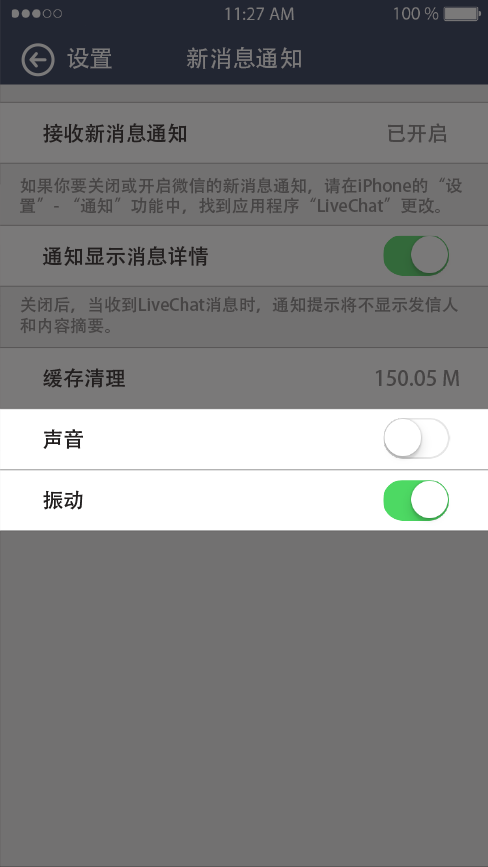 11:27 AM
100 %
设置
新消息通知
接收新消息通知
已开启
如果你要关闭或开启微信的新消息通知，请在iPhone的“设
置”-“通知”功能中，找到应用程序“LiveChat”更改。
通知显示消息详情
关闭后，当收到LiveChat消息时，通知提示将不显示发信人
和内容摘要。
缓存清理
150.05 M
声音
振动